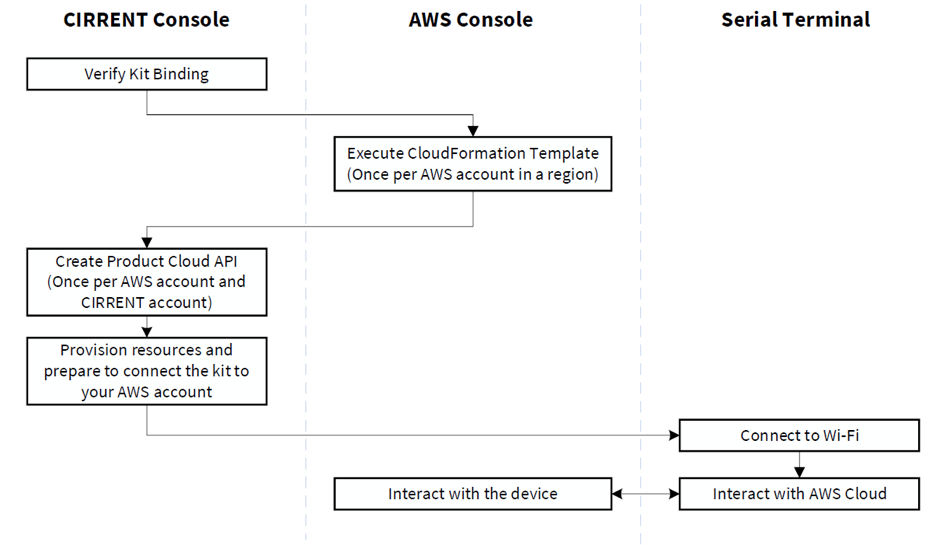 CIRRENT Console
AWS Console
Serial Terminal
Verify Kit Binding
Execute CloudFormation Template
(Once per AWS account in a region)
Create Product Cloud API
(Once per AWS account and
CIRRENT account)
Provision resources and
prepare to connect the kit to
your AWS account
Connect to Wi-Fi
Interact with the device
Interact with AWS Cloud